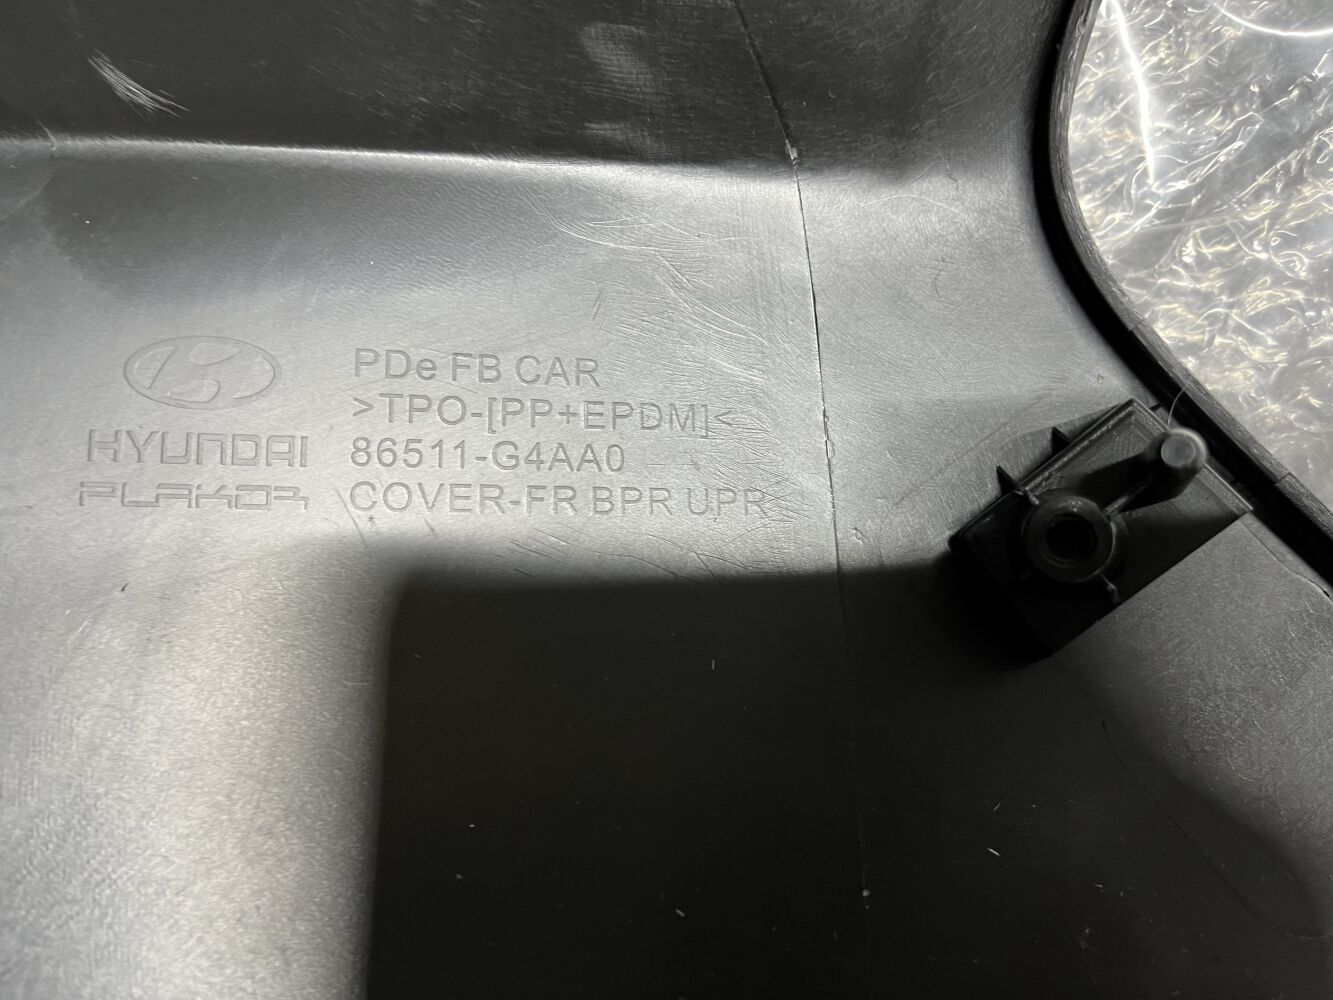 PDe FB CAR
>TPO-[PP+EPDM]<
HYUNDAI 86511-G4AA0
PLAKOR COVER-FR BPR UPR